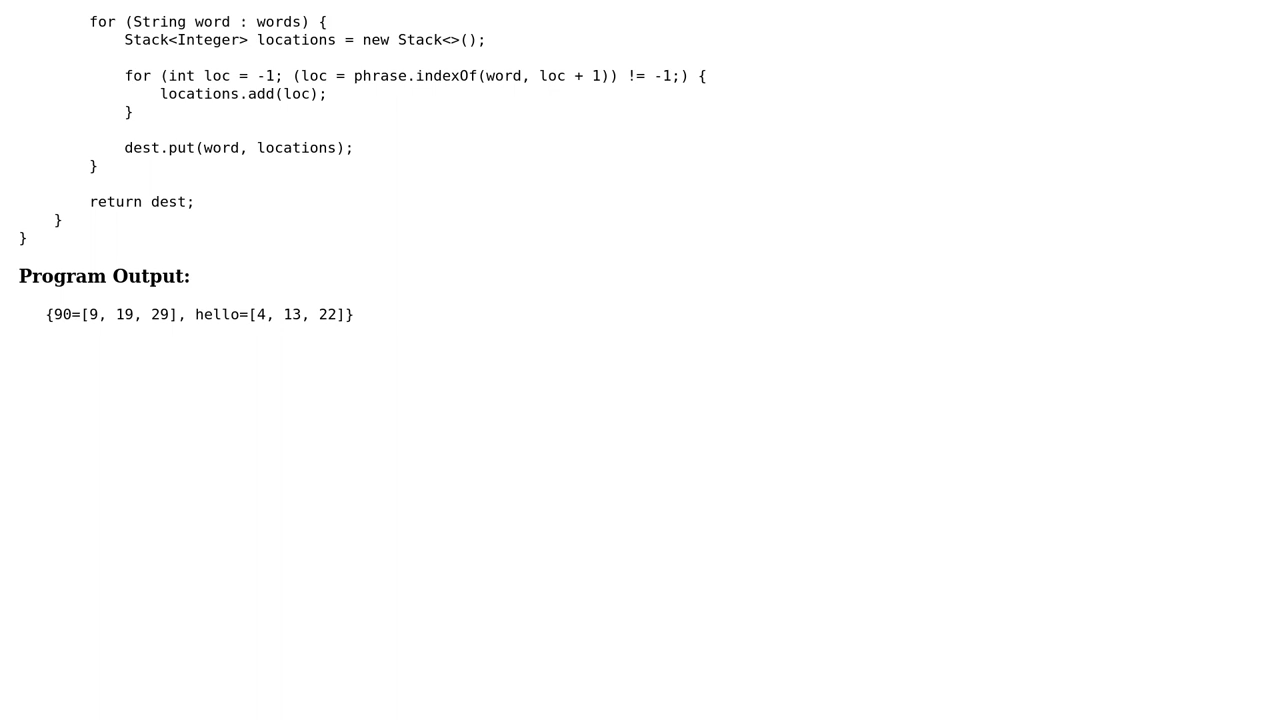 for (String word : words) {
Stack<Integer> locations = new Stack<>();
for (int loc = -1; (loc = phrase.indexOf(word, loc + 1)) != -1;) {
locations.add(loc);
}
dest.put(word, locations);
}
return dest;
}
}
Program Output:
{90=[9, 19, 29], hello=[4, 13, 22]}